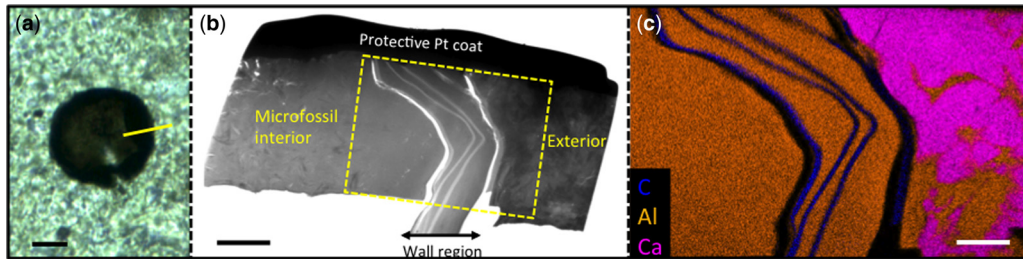 (a)
(b)
Protective Pt coat
Microfossil
interior
Exterior
Wall region
(c)
C
Al
Ca